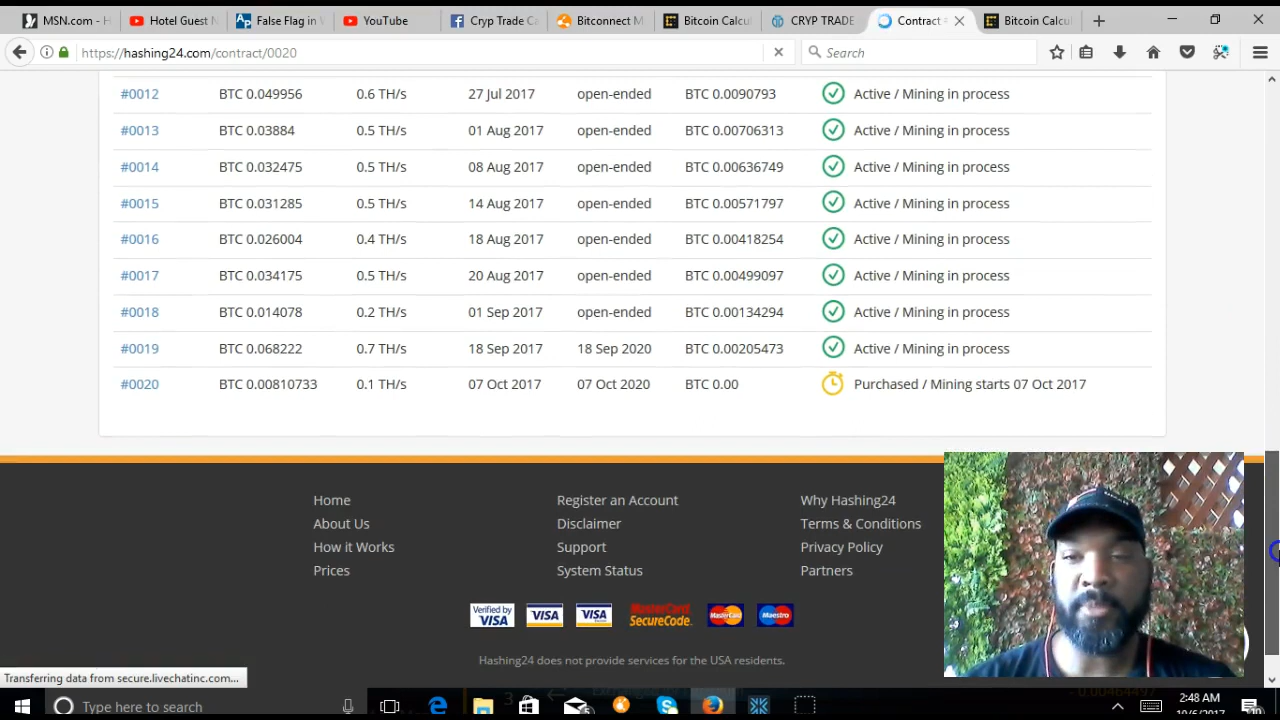 MSN.com - H
Hotel Guest N
False Flag in V
YouTube
Cryp Trade Ca
Bitconnect M
Bitcoin Calcu
CRYP TRADE
Contract #
Bitcoin Calcul
https://hashing24.com/contract/0020
Search
#0012 BTC 0.049956 0.6 TH/s 27 Jul 2017 open-ended BTC 0.0090793 Active / Mining in process
#0013 BTC 0.03884 0.5 TH/s 01 Aug 2017 open-ended BTC 0.00706313 Active / Mining in process
#0014 BTC 0.032475 0.5 TH/s 08 Aug 2017 open-ended BTC 0.00636749 Active / Mining in process
#0015 BTC 0.031285 0.5 TH/s 14 Aug 2017 open-ended BTC 0.00571797 Active / Mining in process
#0016 BTC 0.026004 0.4 TH/s 18 Aug 2017 open-ended BTC 0.00418254 Active / Mining in process
#0017 BTC 0.034175 0.5 TH/s 20 Aug 2017 open-ended BTC 0.00499097 Active / Mining in process
#0018 BTC 0.014078 0.2 TH/s 01 Sep 2017 open-ended BTC 0.00134294 Active / Mining in process
#0019 BTC 0.068222 0.7 TH/s 18 Sep 2017 18 Sep 2020 BTC 0.00205473 Active / Mining in process
#0020 BTC 0.00810733 0.1 TH/s 07 Oct 2017 07 Oct 2020 BTC 0.00 Purchased / Mining starts 07 Oct 2017
Home Register an Account Why Hashing24
About Us Disclaimer Terms & Conditions
How it Works Support Privacy Policy
Prices System Status Partners
Verified by VISA VISA VISA MasterCard SecureCode. MasterCard Maestro
Hashing24 does not provide services for the USA residents.
Transferring data from secure.livechatinc.com...
Type here to search
2:48 AM
10/6/2017